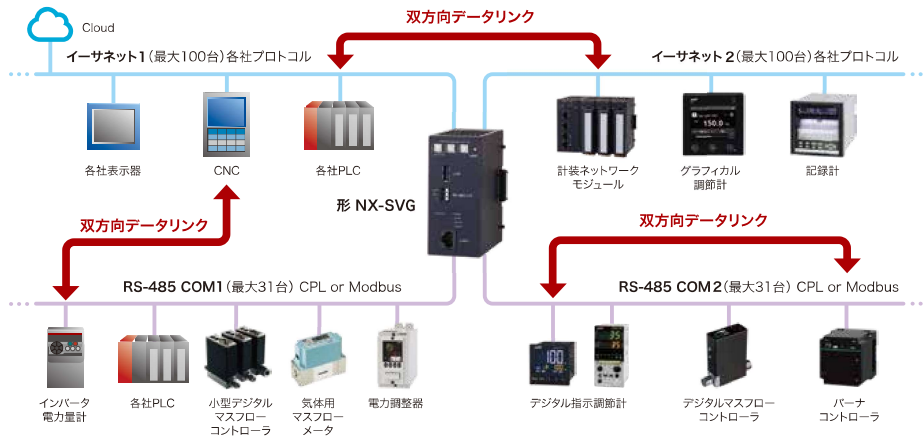 Cloud
双方向データリンク
イーサネット1（最大100台）各社プロトコル
イーサネット2（最大100台）各社プロトコル
各社表示器
CNC
各社PLC
計装ネットワーク
モジュール
グラフィカル
調節計
記録計
形 NX-SVG
双方向データリンク
双方向データリンク
RS-485 COM1（最大31台） CPL or Modbus
RS-485 COM2（最大31台） CPL or Modbus
インバータ
電力量計
各社PLC
小型デジタル
マスフロー
コントローラ
気体用
マスフロー
メータ
電力調整器
デジタル指示調節計
デジタルマスフロー
コントローラ
バーナ
コントローラ